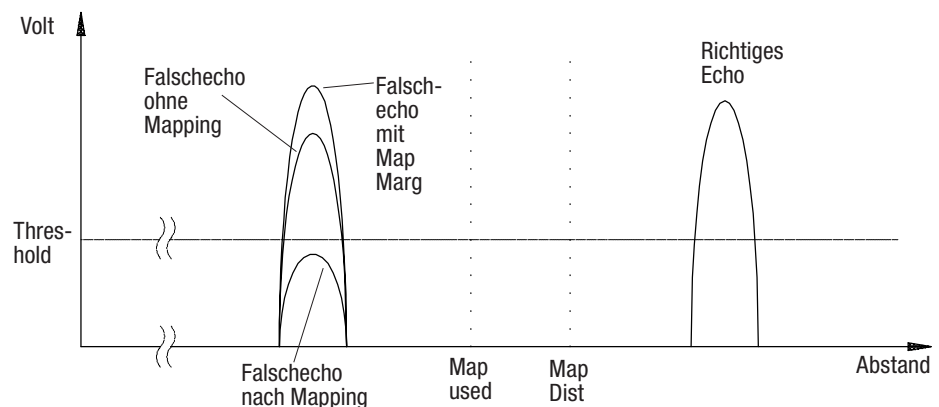 Volt
Falschecho
ohne
Mapping
Falsch-
echo
mit
Map
Marg
Richtiges
Echo
Thres-
hold
Falschecho
nach Mapping
Map
used
Map
Dist
Abstand